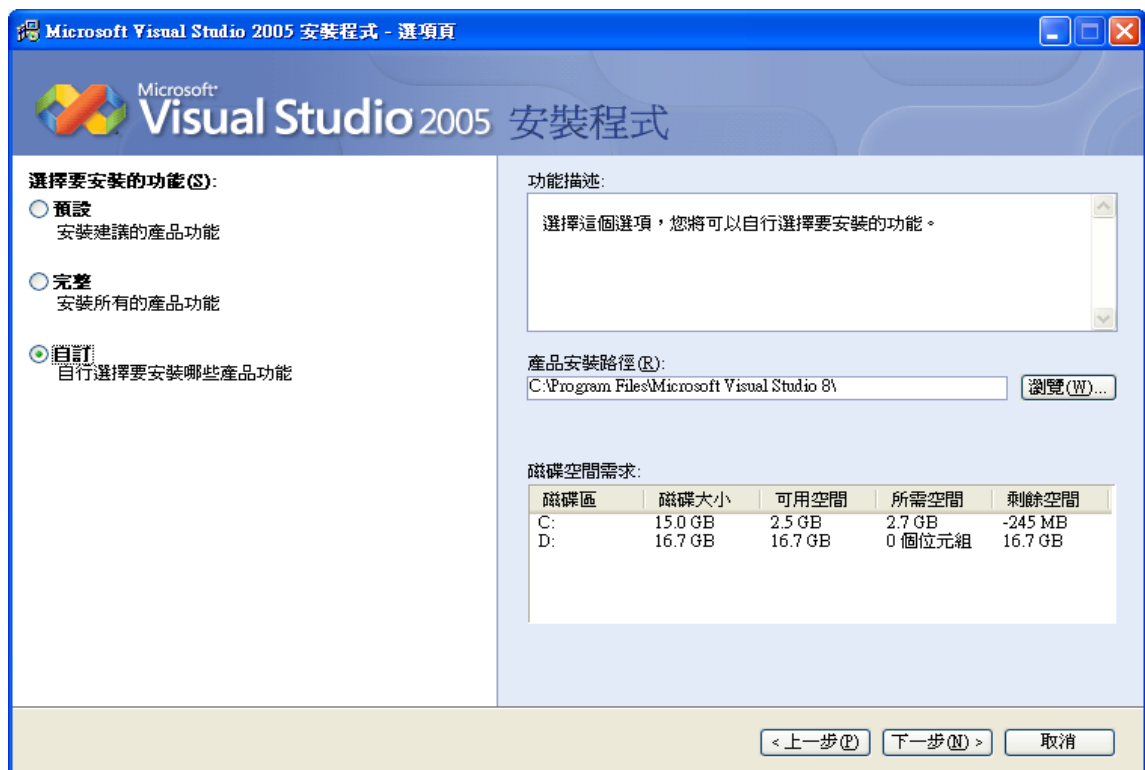 Microsoft Visual Studio 2005 安裝程式 - 選項頁
Microsoft
Visual Studio 2005 安裝程式
選擇要安裝的功能(S):
預設
安裝建議的產品功能
完整
安裝所有的產品功能
自訂
自行選擇要安裝哪些產品功能
功能描述:
選擇這個選項，您將可以自行選擇要安裝的功能。
產品安裝路徑(R):
C:\Program Files\Microsoft Visual Studio 8\
瀏覽(W)...
磁碟空間需求:
磁碟區 磁碟大小 可用空間 所需空間 剩餘空間
C: 15.0 GB 2.5 GB 2.7 GB -245 MB
D: 16.7 GB 16.7 GB 0 個位元組 16.7 GB
< 上一步(P) 下一步(N) > 取消